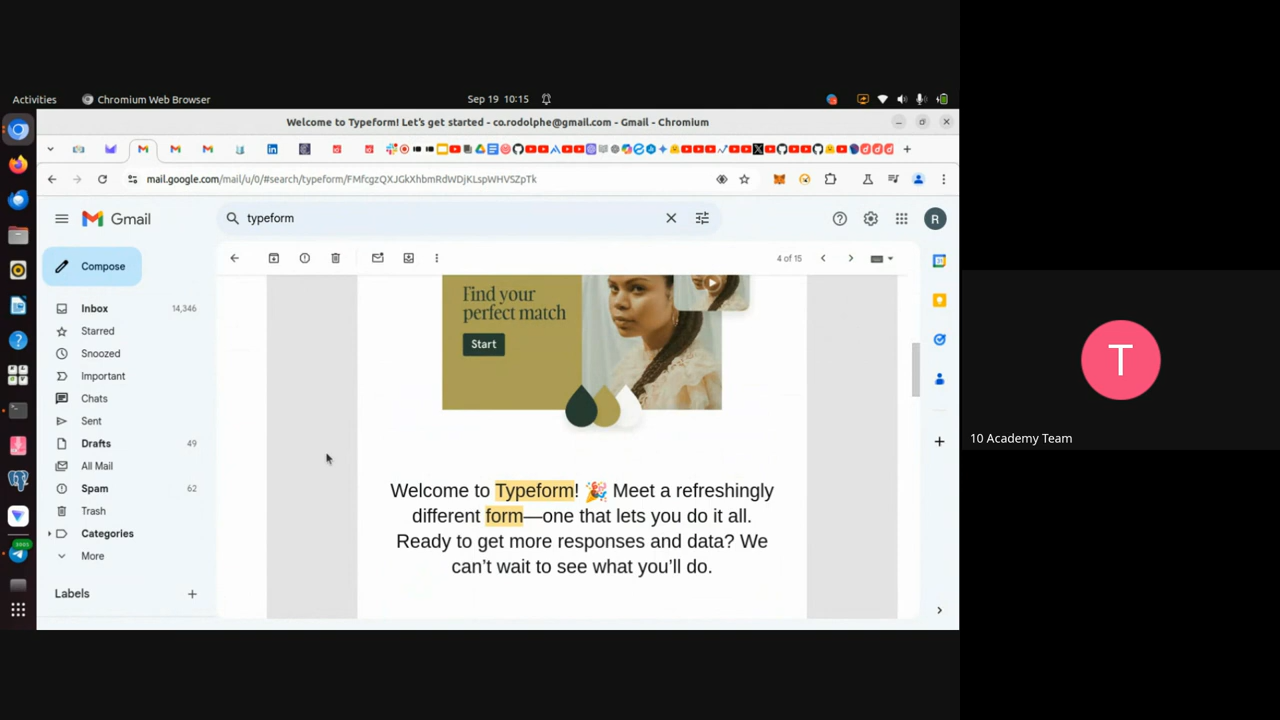 Activities
Chromium Web Browser
Sep 19 10:15
Welcome to Typeform! Let's get started - co.rodolphe@gmail.com - Gmail - Chromium
mail.google.com/mail/u/0/#search/typeform/FMfcgzQXJGkXhbmRdWDjKLspWHVSZpTk
Gmail
typeform
R
Compose
4 of 15
Inbox 14,346
Starred
Snoozed
Important
Chats
Sent
Drafts 49
All Mail
Spam 62
Trash
Categories
More
Labels
Find your
perfect match
Start
Welcome to Typeform! 🎉 Meet a refreshingly
different form—one that lets you do it all.
Ready to get more responses and data? We
can't wait to see what you'll do.
T
10 Academy Team